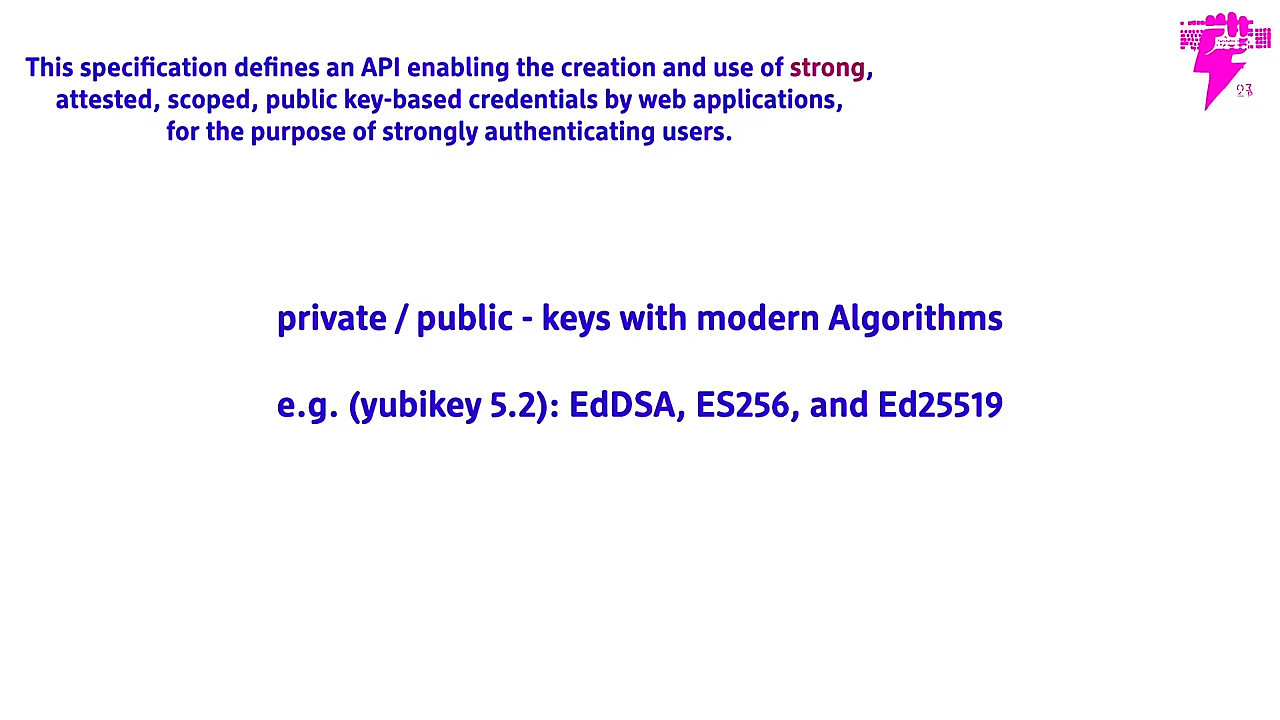 This specification defines an API enabling the creation and use of strong,
attested, scoped, public key-based credentials by web applications,
for the purpose of strongly authenticating users.
private / public - keys with modern Algorithms
e.g. (yubikey 5.2): EdDSA, ES256, and Ed25519